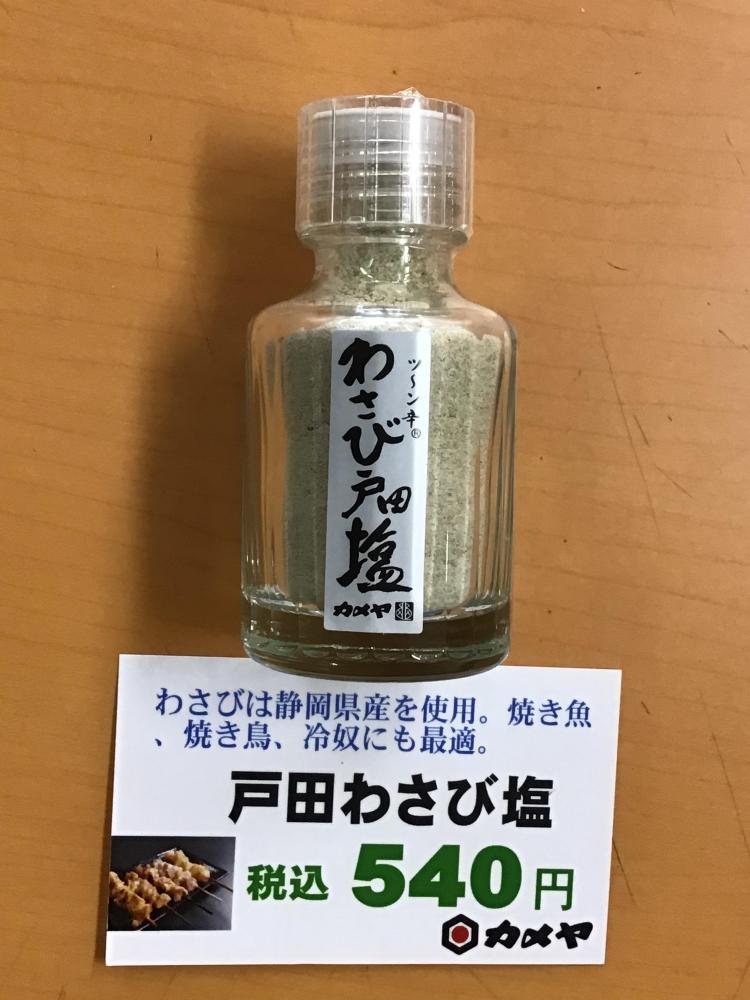 ツ〜ン辛®
わさび戸田塩
カメヤ
わさびは静岡県産を使用。焼き魚
、焼き鳥、冷奴にも最適。
戸田わさび塩
税込 540円
カメヤ